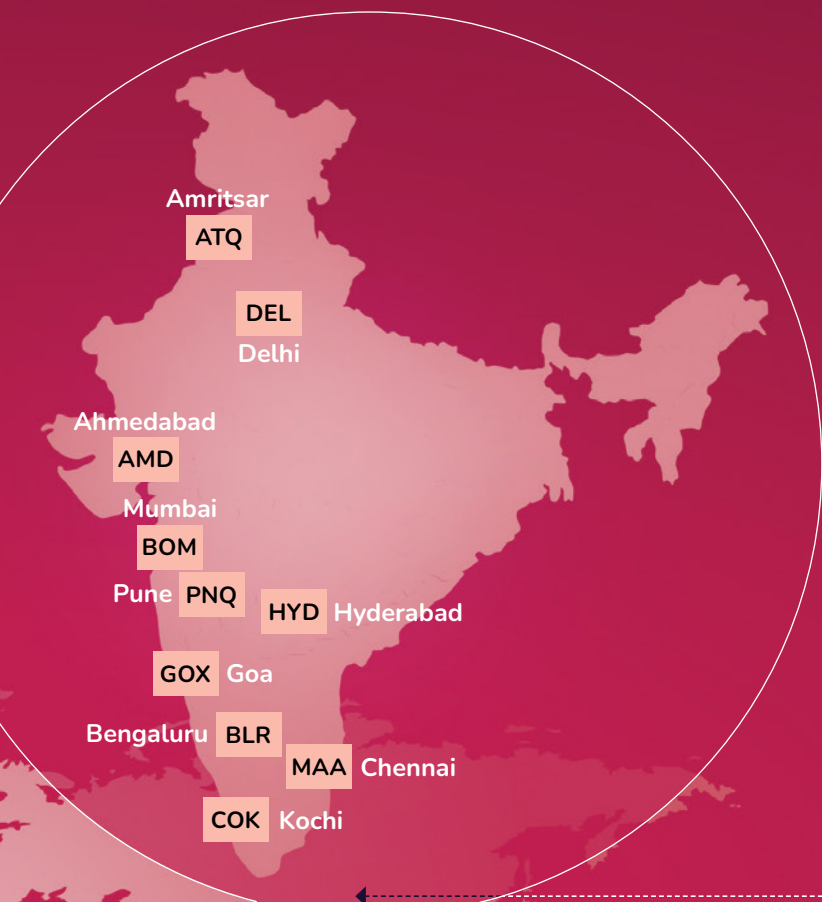 Amritsar
ATQ
DEL
Delhi
Ahmedabad
AMD
Mumbai
BOM
Pune PNQ
HYD Hyderabad
GOX Goa
Bengaluru BLR
MAA Chennai
COK Kochi